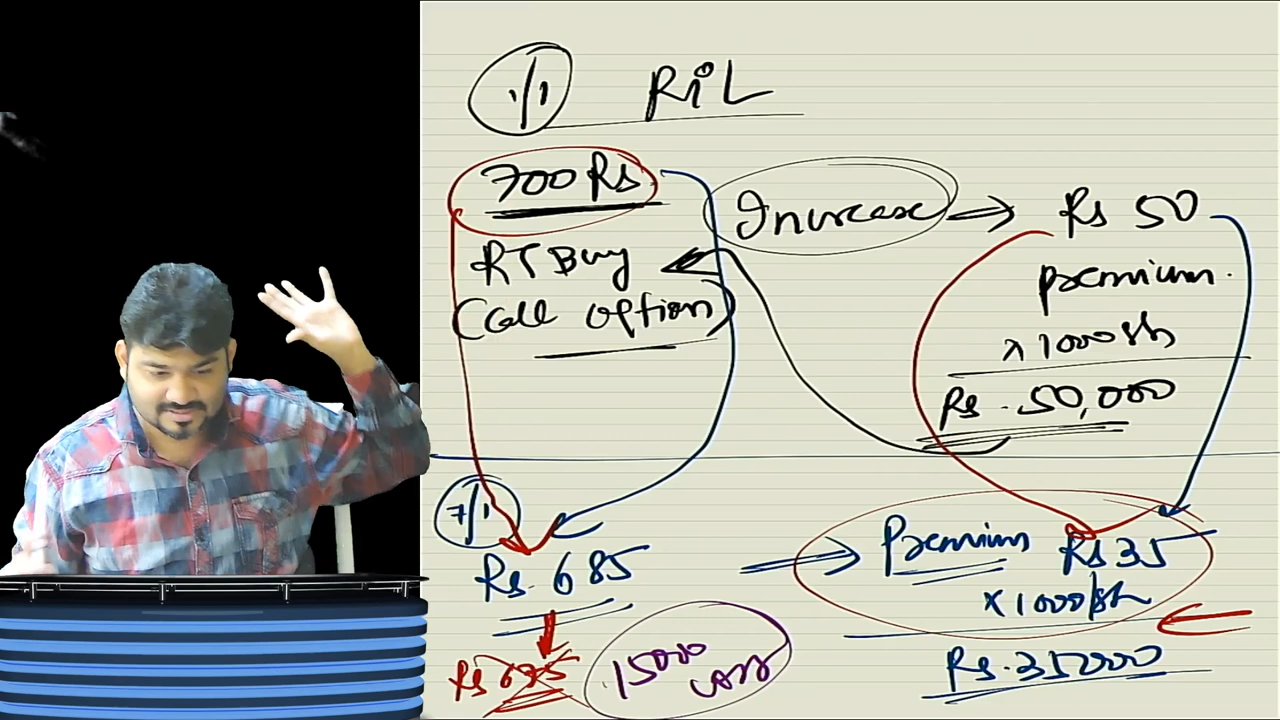 1/1 RiL
700 Rs. Increase ⇒ Rs 50
RT Buy
(Call option)
premium.
x 1000 Sh
Rs. 50,000
7/1
Rs. 685 ⇒ Premium Rs 35
x 1000/Sh
Rs. 35000
Rs
15000